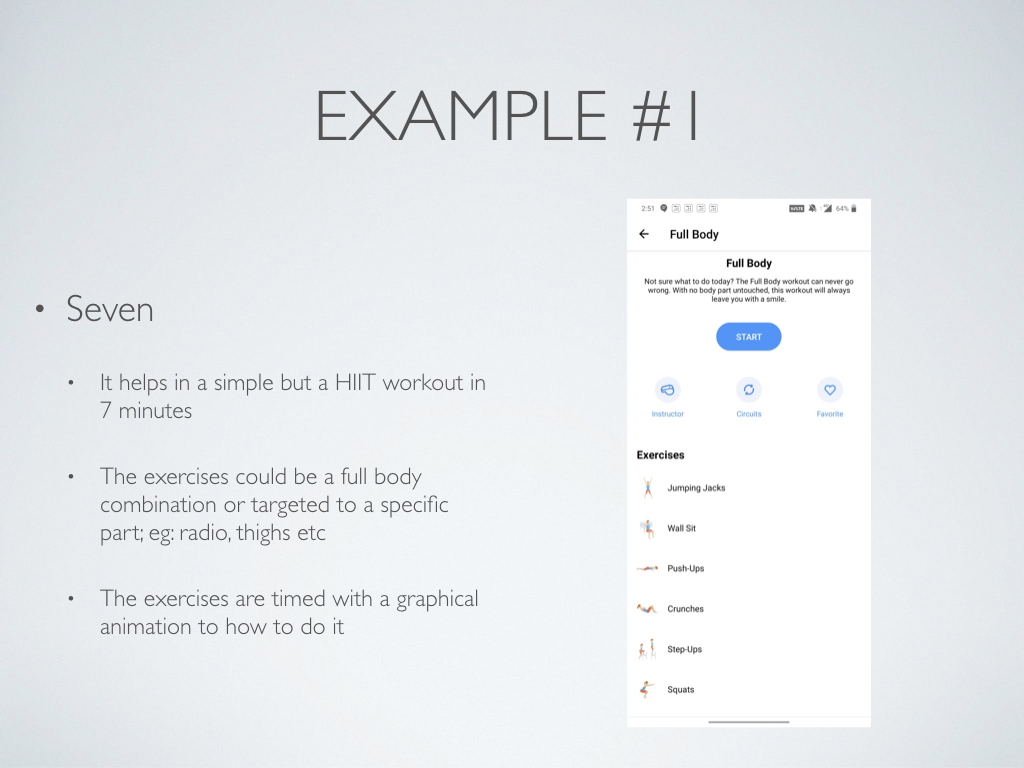 EXAMPLE #1
• Seven
• It helps in a simple but a HIIT workout in
7 minutes
• The exercises could be a full body
combination or targeted to a specific
part; eg: radio, thighs etc
• The exercises are timed with a graphical
animation to how to do it
2:51
64%
Full Body
Full Body
Not sure what to do today? The Full Body workout can never go
wrong. With no body part untouched, this workout will always
leave you with a smile.
START
Instructor
Circuits
Favorite
Exercises
Jumping Jacks
Wall Sit
Push-Ups
Crunches
Step-Ups
Squats